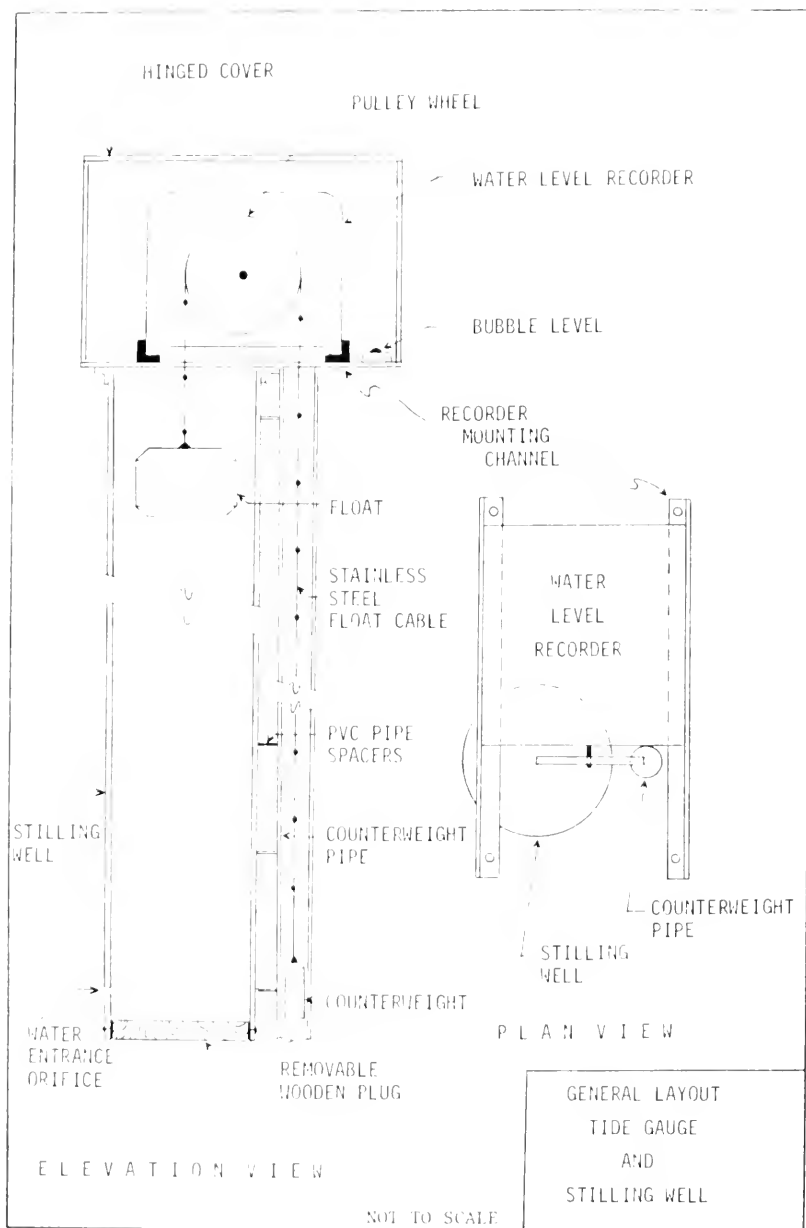 HINGED COVER
PULLEY WHEEL
WATER LEVEL RECORDER
BUBBLE LEVEL
RECORDER
MOUNTING
CHANNEL
FLOAT
STAINLESS
STEEL
FLOAT CABLE
WATER
LEVEL
RECORDER
PVC PIPE
SPACERS
STILLING
WELL
COUNTERWEIGHT
PIPE
COUNTERWEIGHT
PIPE
STILLING
WELL
COUNTERWEIGHT
PLAN VIEW
WATER
ENTRANCE
ORIFICE
REMOVABLE
WOODEN PLUG
ELEVATION VIEW
GENERAL LAYOUT
TIDE GAUGE
AND
STILLING WELL
NOT TO SCALE